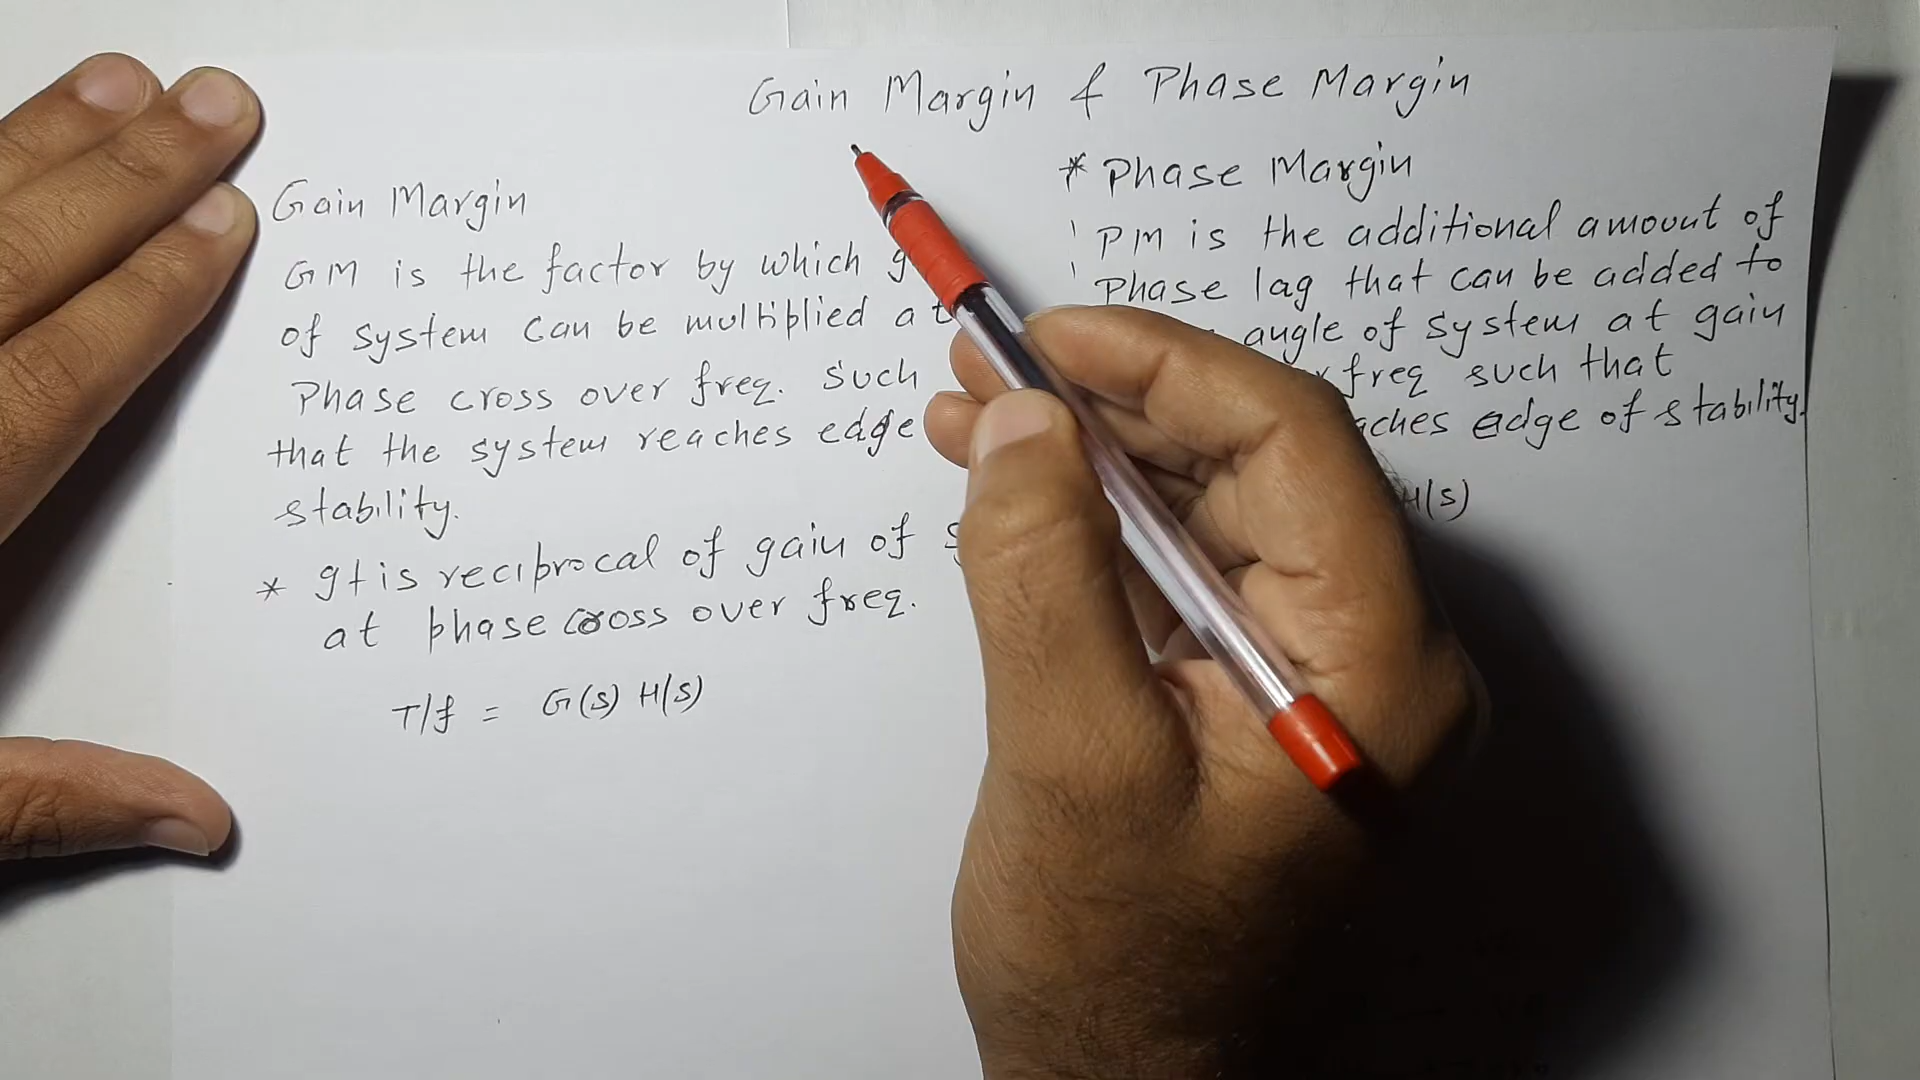 Gain Margin & Phase Margin
Gain Margin
GM is the factor by which
of system can be multiplied at
Phase cross over freq. Such
that the system reaches edge
stability.
* It is reciprocal of gain of
at phase cross over freq.
T/f = G(s) H(s)
* Phase Margin
PM is the additional amount of
Phase lag that can be added to
angle of system at gain
freq such that
edge of stability.
H(s)